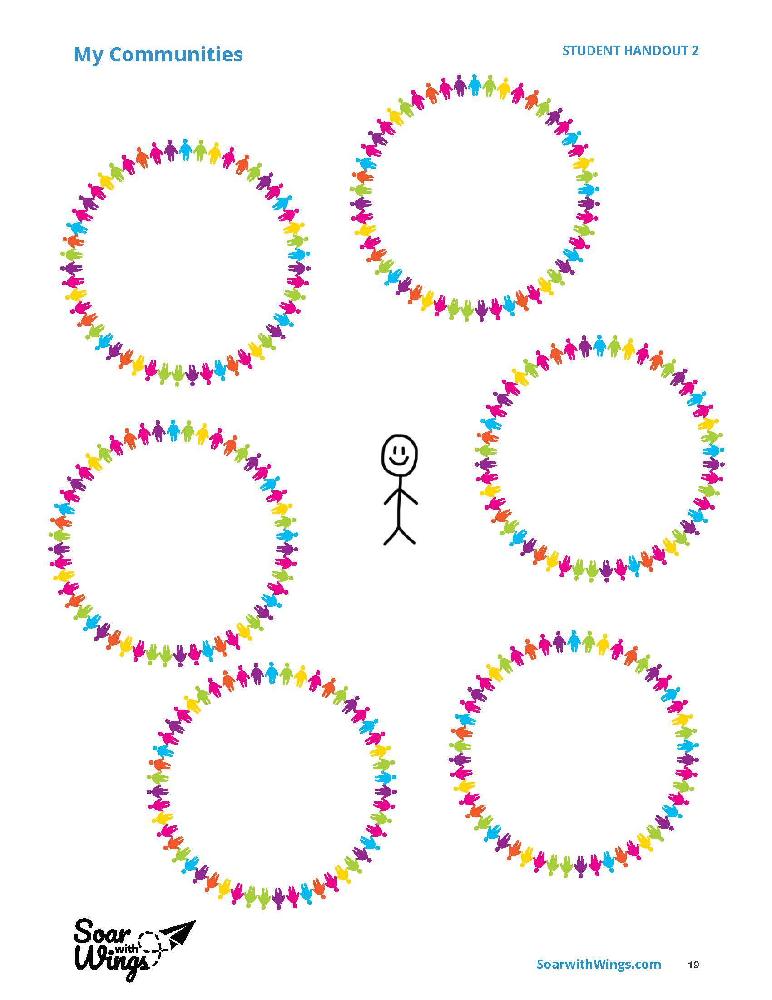 My Communities
STUDENT HANDOUT 2
Soar
with
Wings
SoarwithWings.com
19